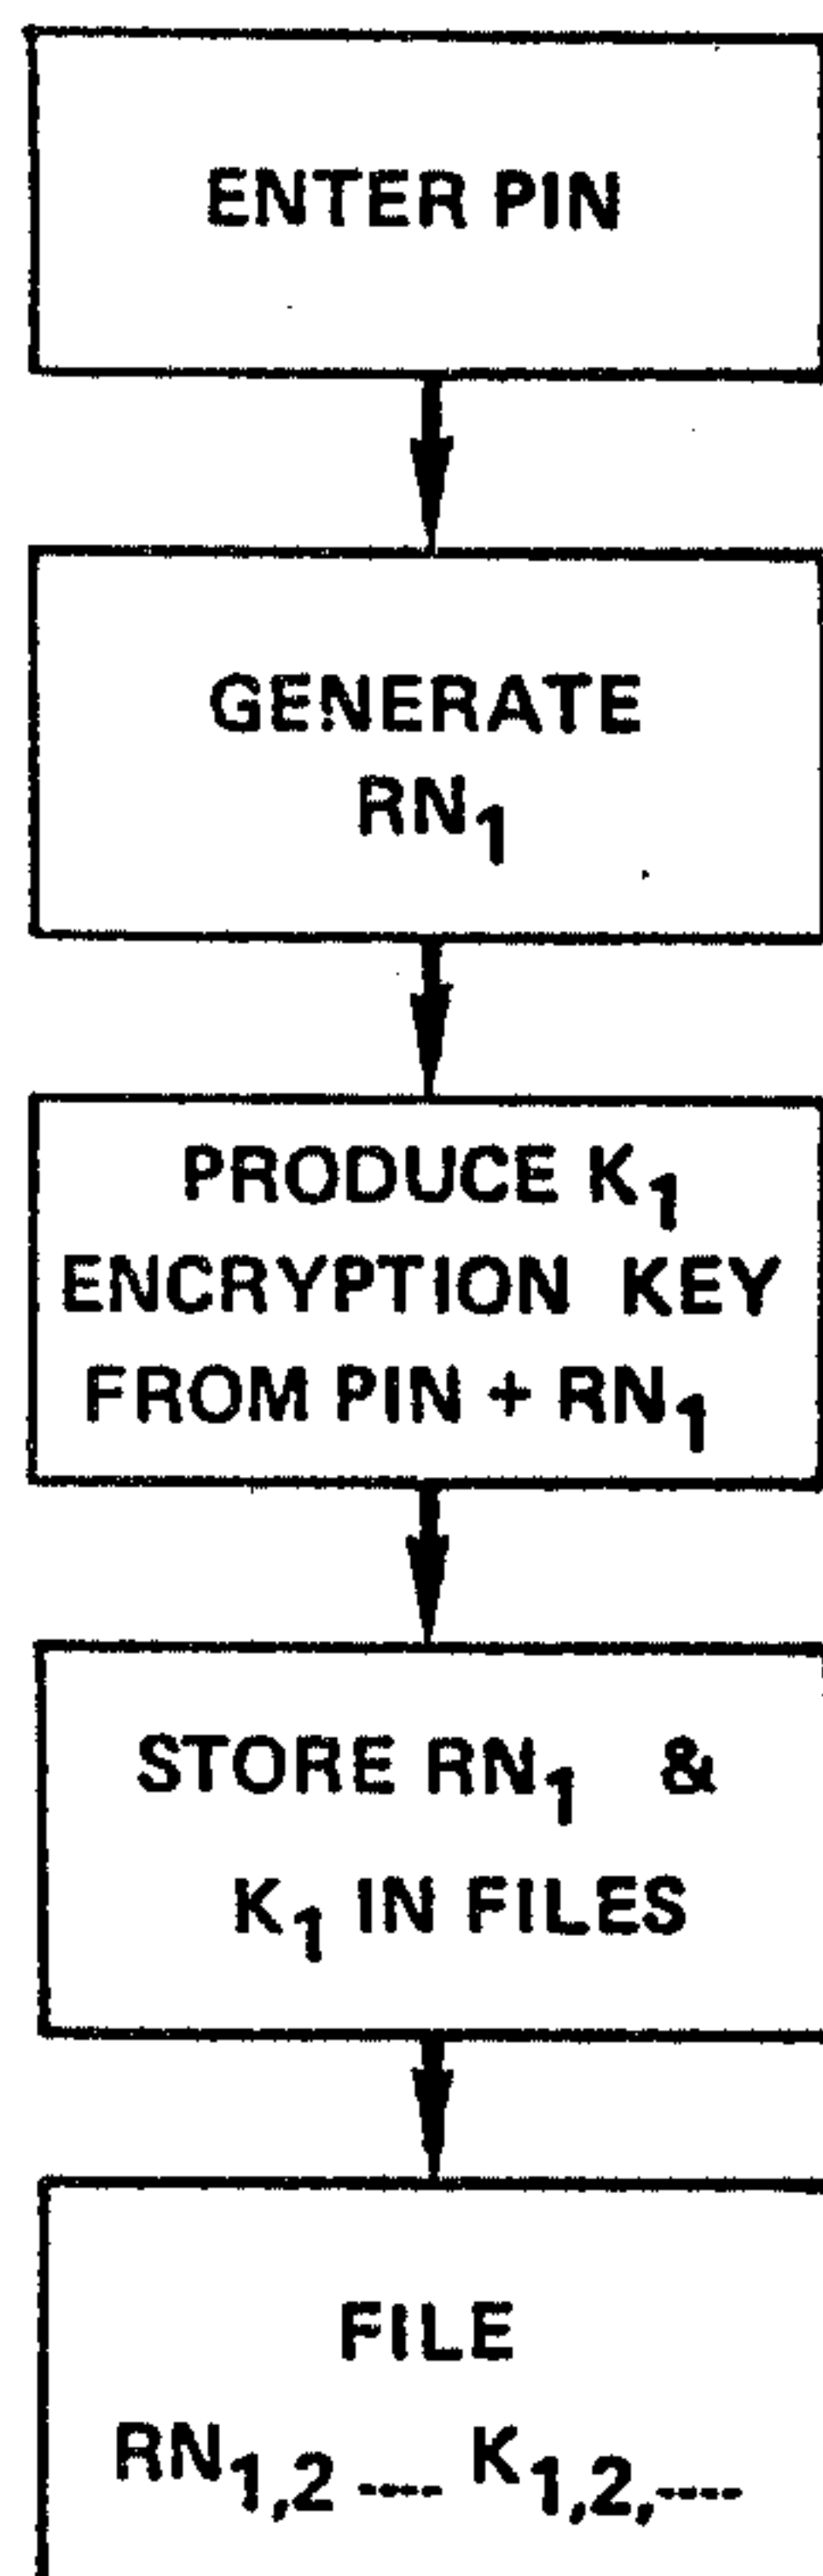 ENTER PIN
GENERATE
RN₁
PRODUCE K₁
ENCRYPTION KEY
FROM PIN + RN₁
STORE RN₁ &
K₁ IN FILES
FILE
RN₁,₂ ---- K₁,₂,----